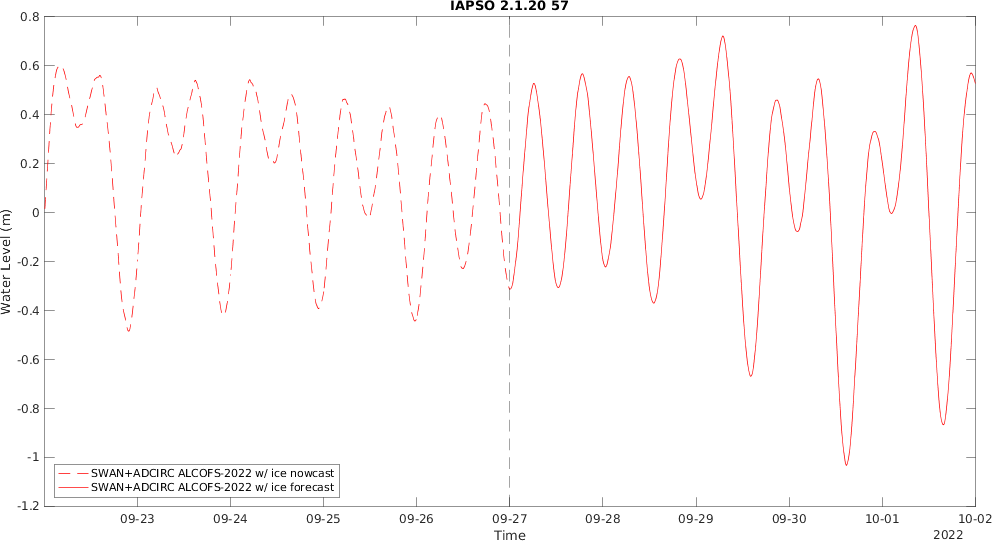 IAPSO 2.1.20 57
0.8
0.6
0.4
0.2
0
-0.2
-0.4
-0.6
-0.8
-1
-1.2
Water Level (m)
SWAN+ADCIRC ALCOFS-2022 w/ ice nowcast
SWAN+ADCIRC ALCOFS-2022 w/ ice forecast
09-23 09-24 09-25 09-26 09-27 09-28 09-29 09-30 10-01 10-02
Time
2022